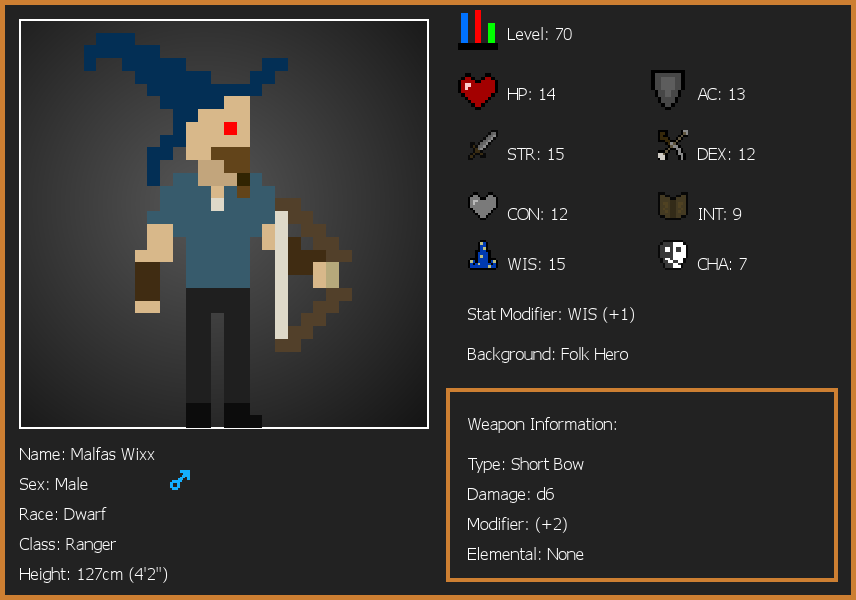 Level: 70
HP: 14
AC: 13
STR: 15
DEX: 12
CON: 12
INT: 9
WIS: 15
CHA: 7
Stat Modifier: WIS (+1)
Background: Folk Hero
Weapon Information:
Type: Short Bow
Damage: d6
Modifier: (+2)
Elemental: None
Name: Malfas Wixx
Sex: Male
Race: Dwarf
Class: Ranger
Height: 127cm (4'2")